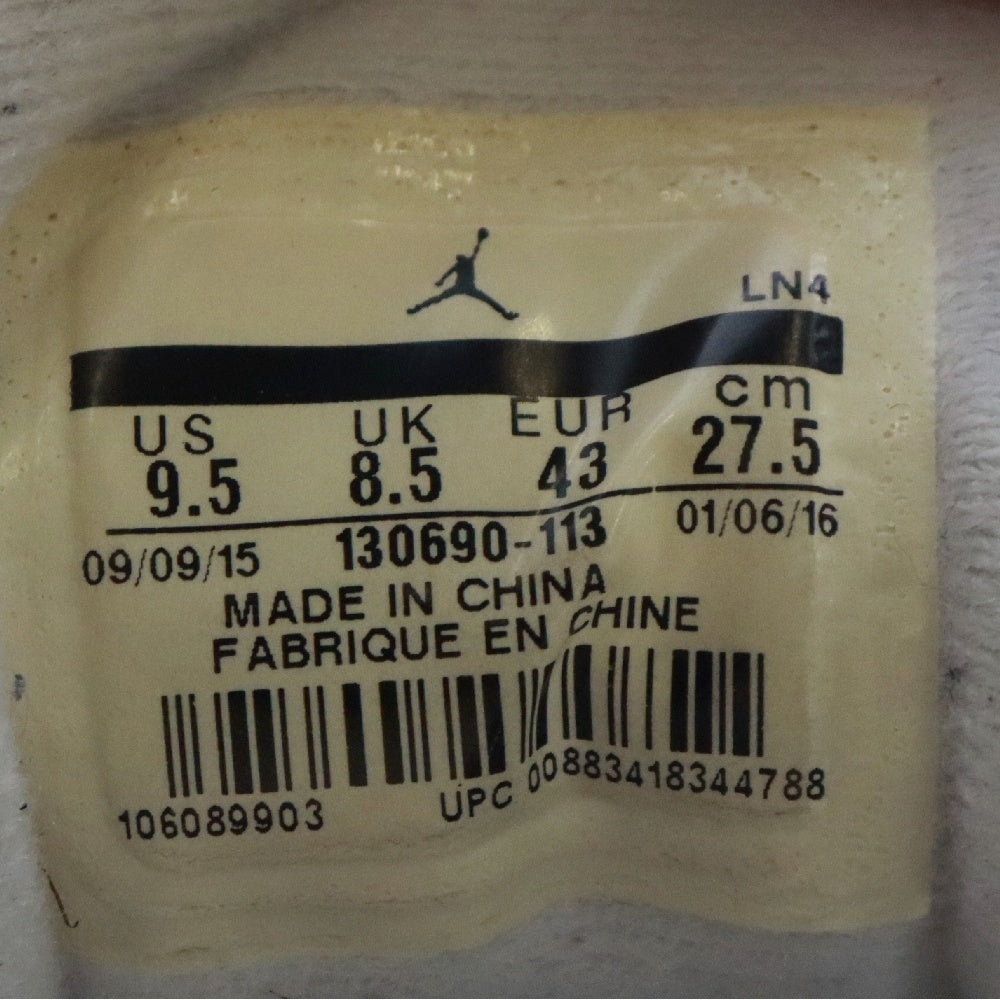 LN4
US UK EUR cm
9.5 8.5 43 27.5
09/09/15 130690-113 01/06/16
MADE IN CHINA
FABRIQUE EN CHINE
106089903 UPC 00883418344788